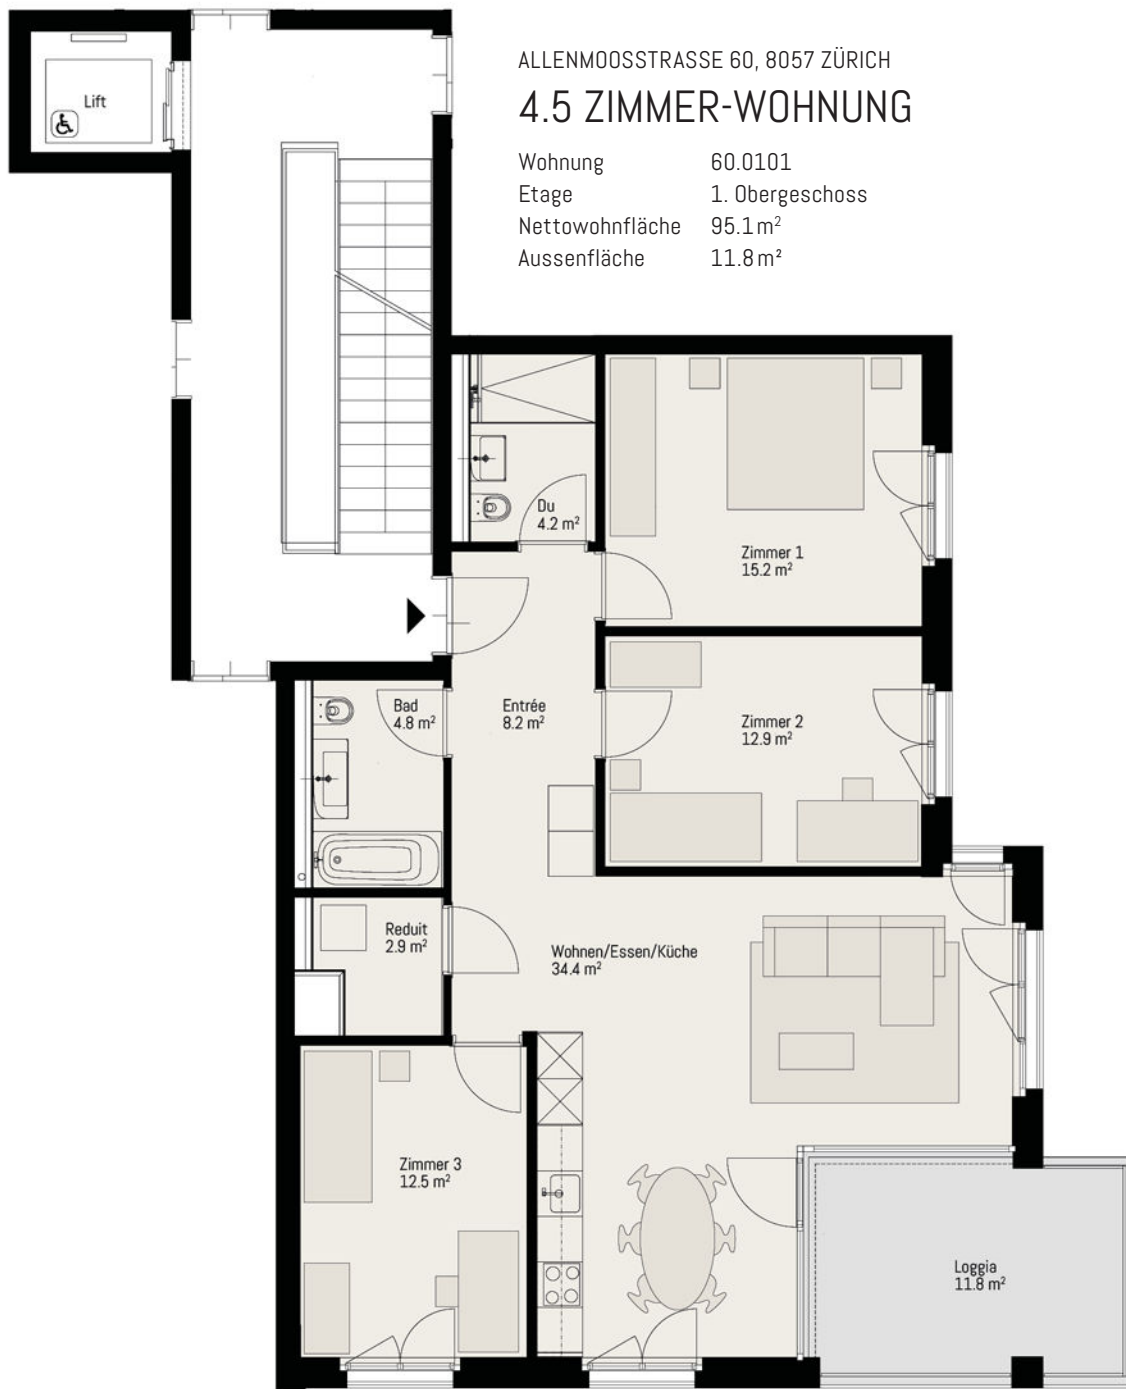 ALLENMOOSSTRASSE 60, 8057 ZÜRICH
4.5 ZIMMER-WOHNUNG
Wohnung 60.0101
Etage 1. Obergeschoss
Nettowohnfläche 95.1 m²
Aussenfläche 11.8 m²
Lift
Du
4.2 m²
Zimmer 1
15.2 m²
Bad
4.8 m²
Entrée
8.2 m²
Zimmer 2
12.9 m²
Reduit
2.9 m²
Wohnen/Essen/Küche
34.4 m²
Zimmer 3
12.5 m²
Loggia
11.8 m²